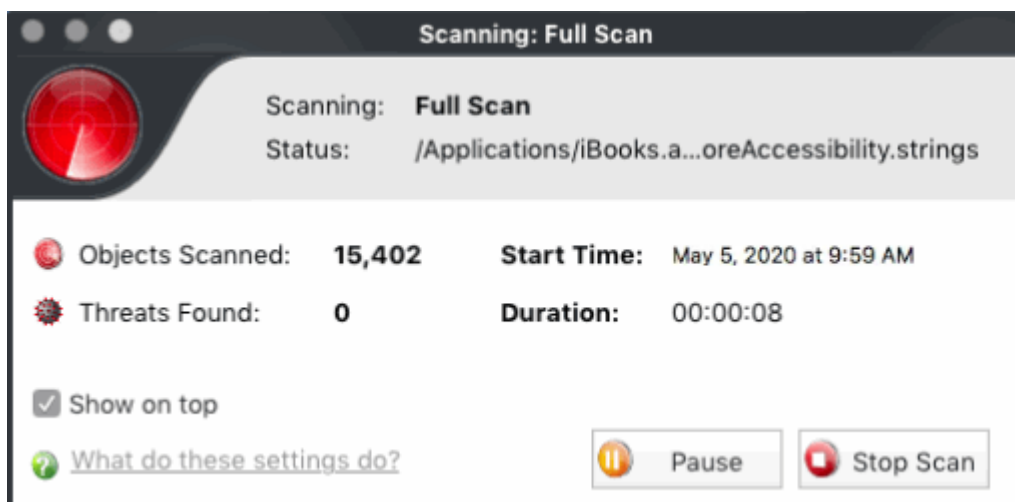 Scanning: Full Scan
Scanning: Full Scan
Status: /Applications/iBooks.a...oreAccessibility.strings
Objects Scanned: 15,402 Start Time: May 5, 2020 at 9:59 AM
Threats Found: 0 Duration: 00:00:08
Show on top
What do these settings do?
Pause Stop Scan